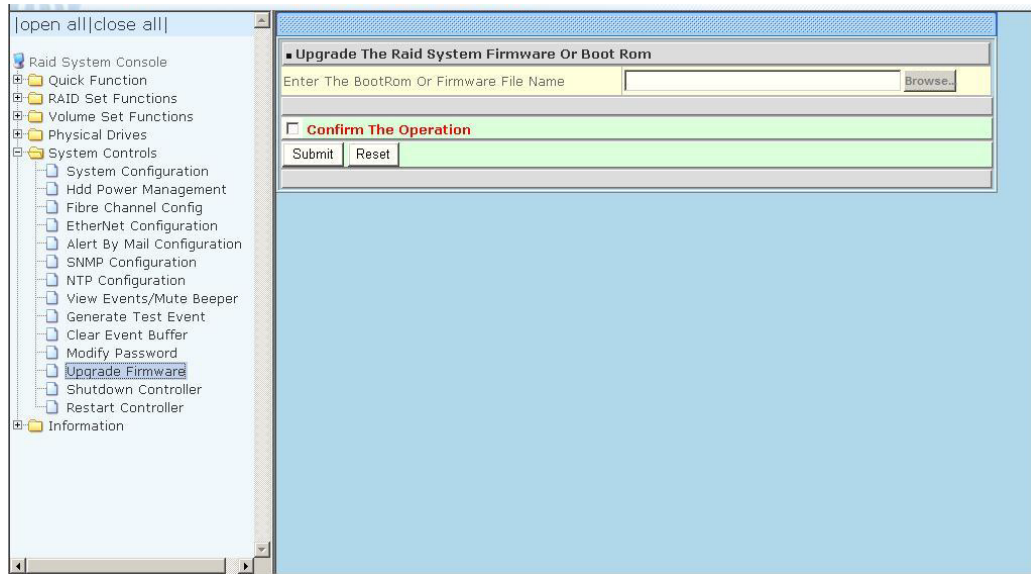 |open all|close all|
Raid System Console
Quick Function
RAID Set Functions
Volume Set Functions
Physical Drives
System Controls
System Configuration
Hdd Power Management
Fibre Channel Config
EtherNet Configuration
Alert By Mail Configuration
SNMP Configuration
NTP Configuration
View Events/Mute Beeper
Generate Test Event
Clear Event Buffer
Modify Password
Upgrade Firmware
Shutdown Controller
Restart Controller
Information
Upgrade The Raid System Firmware Or Boot Rom
Enter The BootRom Or Firmware File Name
Browse..
Confirm The Operation
Submit Reset